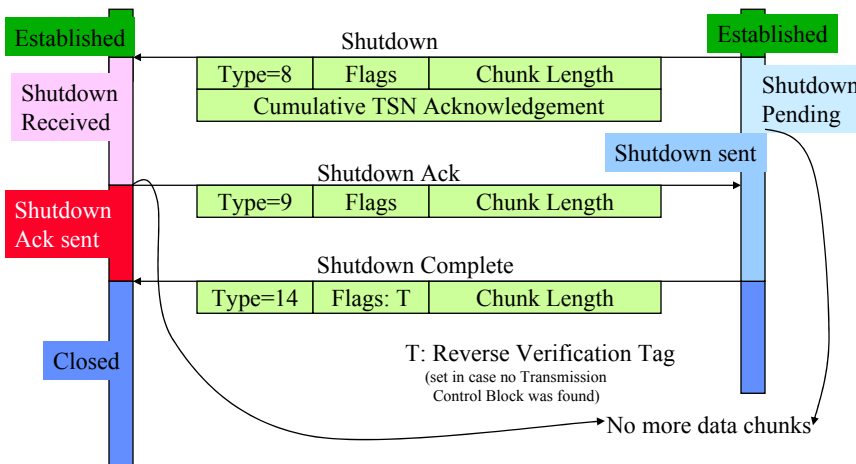 Established
Shutdown
Established
Type=8 Flags Chunk Length
Cumulative TSN Acknowledgement
Shutdown
Received
Shutdown
Pending
Shutdown sent
Shutdown Ack
Type=9 Flags Chunk Length
Shutdown
Ack sent
Shutdown Complete
Type=14 Flags: T Chunk Length
Closed
T: Reverse Verification Tag
(set in case no Transmission
Control Block was found)
No more data chunks